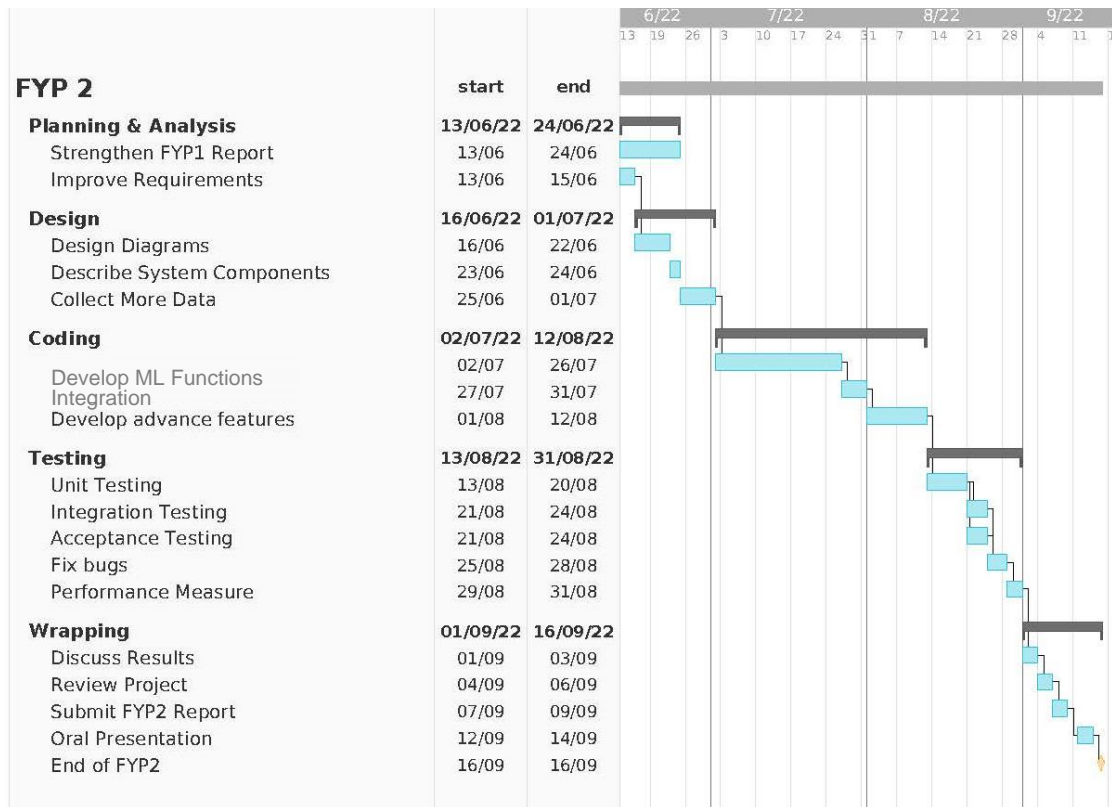 6/22 7/22 8/22 9/22
13 19 26 3 10 17 24 31 7 14 21 28 4 11 1
FYP 2 start end
Planning & Analysis 13/06/22 24/06/22
Strengthen FYP1 Report 13/06 24/06
Improve Requirements 13/06 15/06
Design 16/06/22 01/07/22
Design Diagrams 16/06 22/06
Describe System Components 23/06 24/06
Collect More Data 25/06 01/07
Coding 02/07/22 12/08/22
Develop ML Functions 02/07 26/07
Integration 27/07 31/07
Develop advance features 01/08 12/08
Testing 13/08/22 31/08/22
Unit Testing 13/08 20/08
Integration Testing 21/08 24/08
Acceptance Testing 21/08 24/08
Fix bugs 25/08 28/08
Performance Measure 29/08 31/08
Wrapping 01/09/22 16/09/22
Discuss Results 01/09 03/09
Review Project 04/09 06/09
Submit FYP2 Report 07/09 09/09
Oral Presentation 12/09 14/09
End of FYP2 16/09 16/09